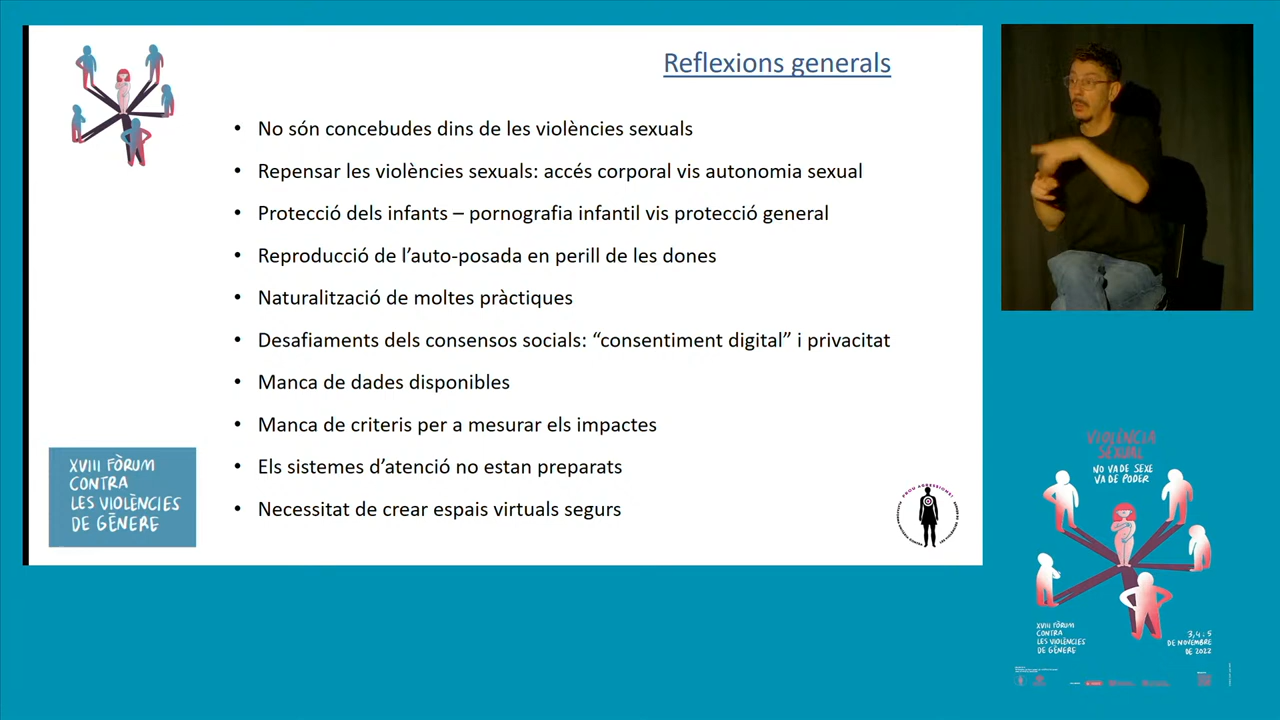 Reflexions generals
• No són concebudes dins de les violències sexuals
• Repensar les violències sexuals: accés corporal vis autonomia sexual
• Protecció dels infants – pornografia infantil vis protecció general
• Reproducció de l’auto-posada en perill de les dones
• Naturalització de moltes pràctiques
• Desafiaments dels consensos socials: “consentiment digital” i privacitat
• Manca de dades disponibles
• Manca de criteris per a mesurar els impactes
• Els sistemes d’atenció no estan preparats
• Necessitat de crear espais virtuals segurs
XVIII FÒRUM
CONTRA
LES VIOLÈNCIES
DE GÈNERE
PROU AGRESSIONS!
VIOLÈNCIA
SEXUAL
NO VA DE SEXE
VA DE PODER
XVIII FÒRUM
CONTRA
LES VIOLÈNCIES
DE GÈNERE
3, 4 i 5
DE NOVEMBRE
DE 2022